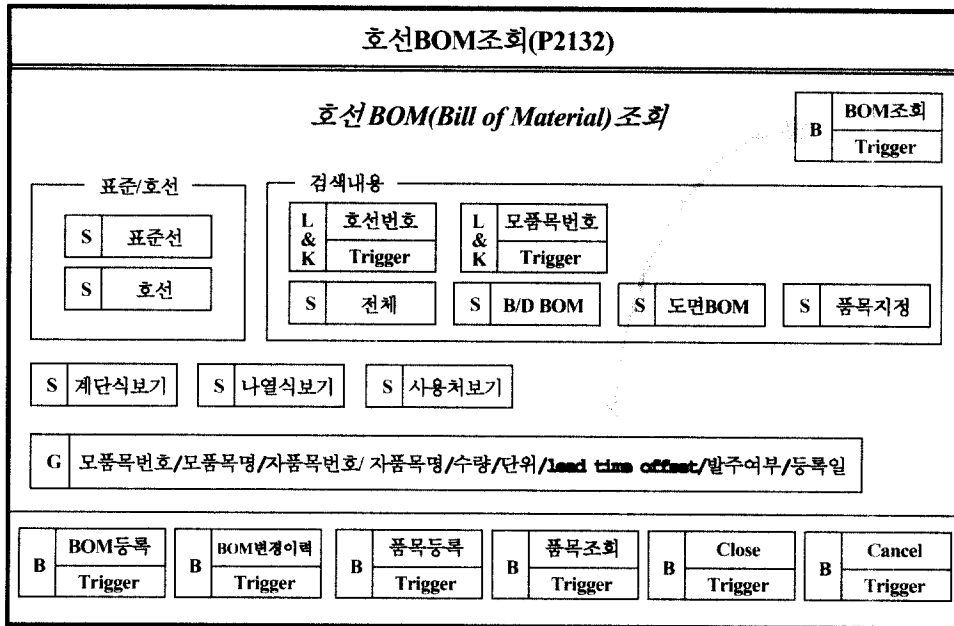 호선BOM조회(P2132)
호선BOM(Bill of Material)조회
B BOM조회
Trigger
표준/호선
검색내용
S 표준선
S 호선
L & K 호선번호
Trigger
L & K 모품목번호
Trigger
S 전체
S B/D BOM
S 도면BOM
S 품목지정
S 계단식보기
S 나열식보기
S 사용처보기
G 모품목번호/모품목명/자품목번호/ 자품목명/수량/단위/lead time offset/발주여부/등록일
B BOM등록
Trigger
B BOM변경이력
Trigger
B 품목등록
Trigger
B 품목조회
Trigger
B Close
Trigger
B Cancel
Trigger